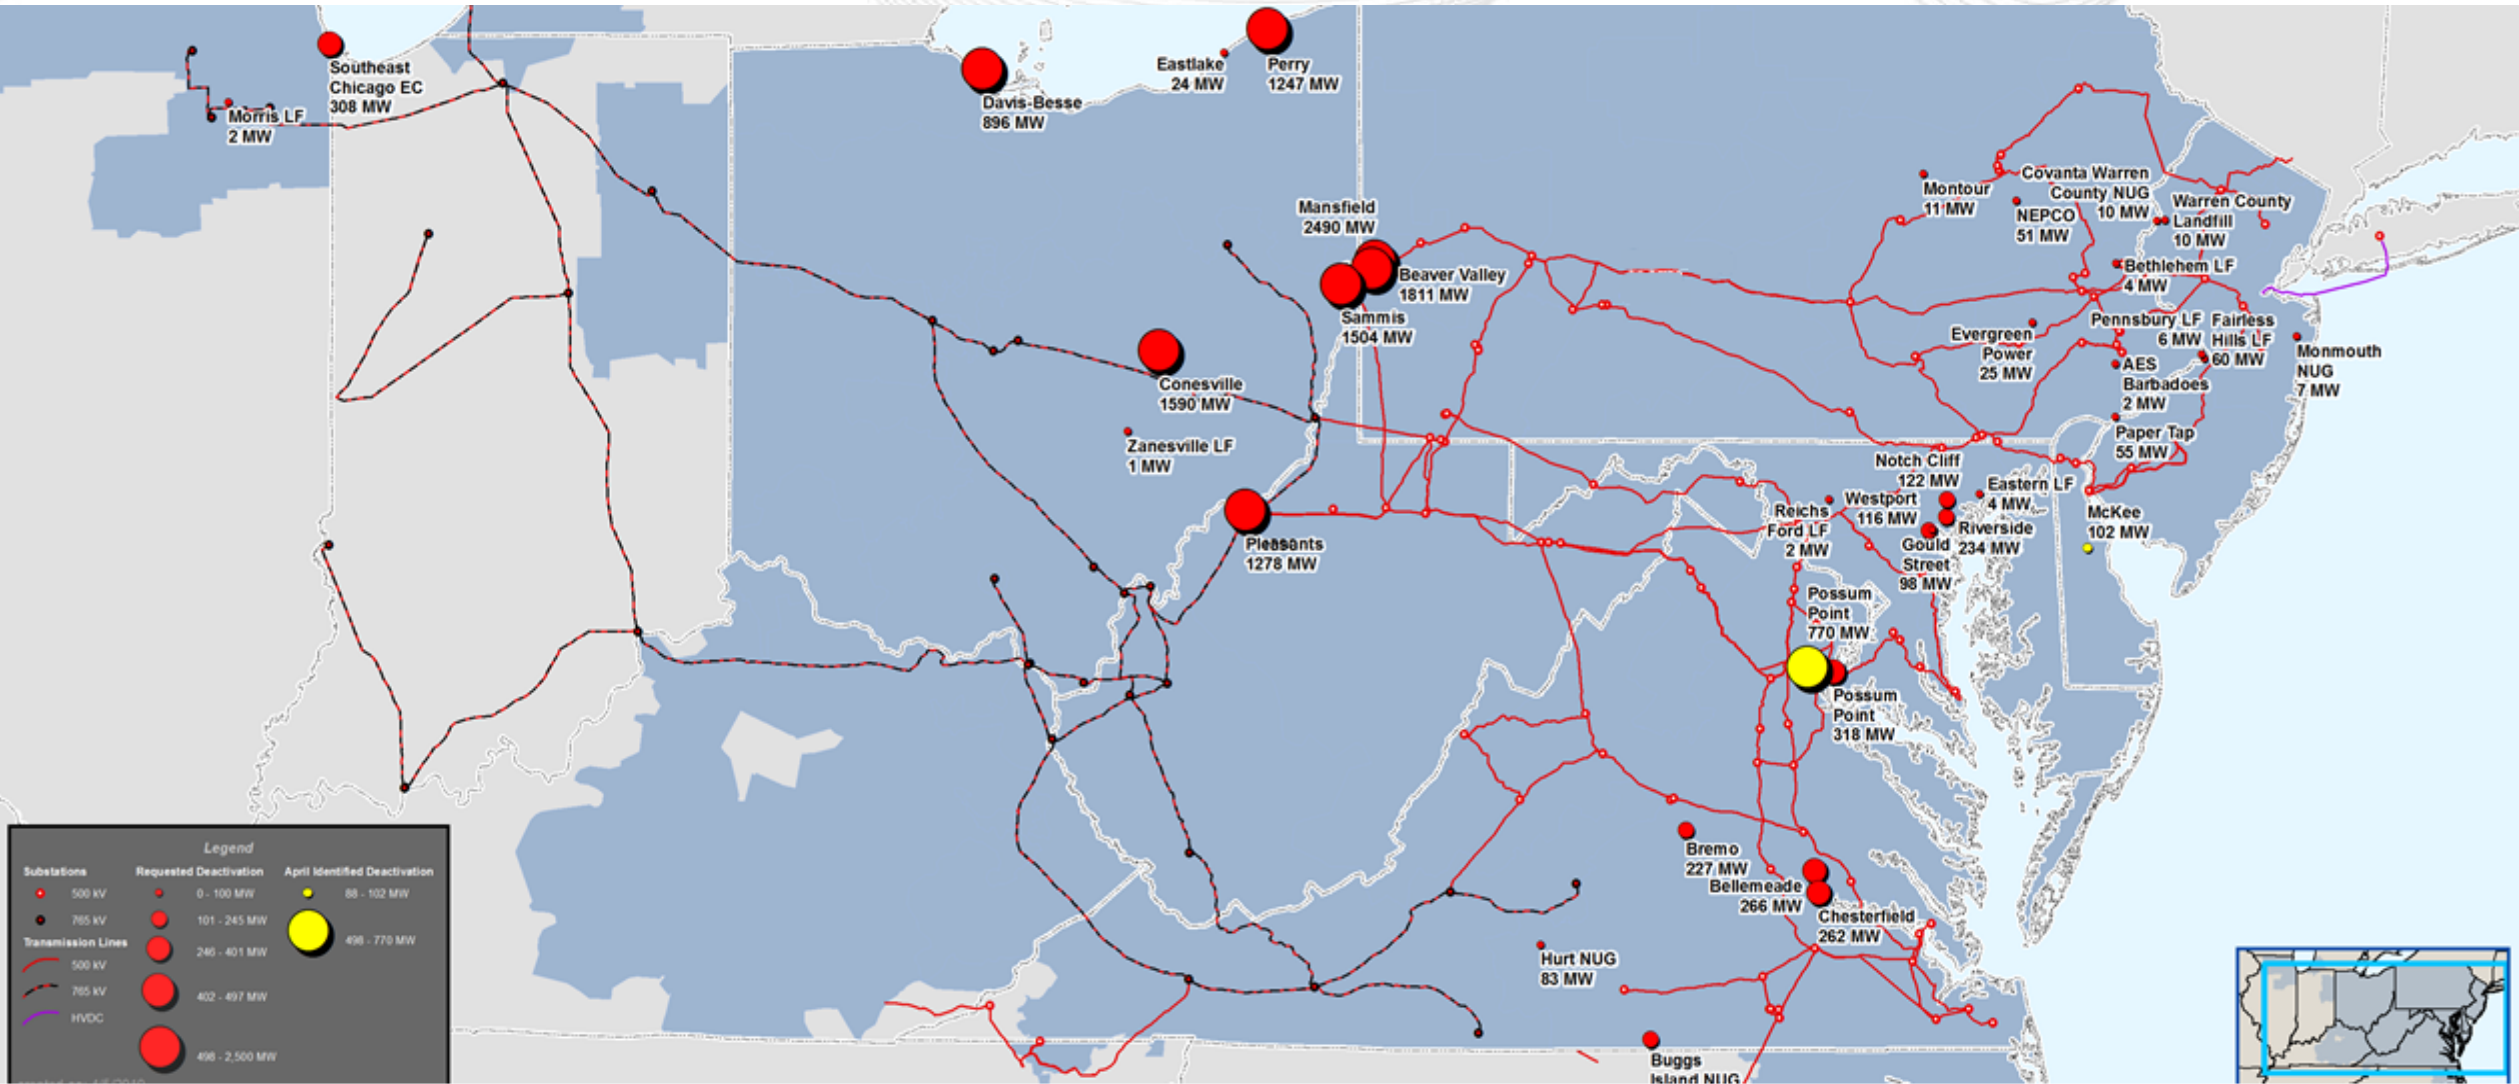 Southeast
Chicago EC
308 MW
Morris LF
2 MW
Davis-Besse
896 MW
Eastlake
24 MW
Perry
1247 MW
Mansfield
2490 MW
Beaver Valley
1811 MW
Sammis
1504 MW
Conesville
1590 MW
Zanesville LF
1 MW
Pleasants
1278 MW
Montour
11 MW
NEPCO
51 MW
Covanta Warren
County NUG
10 MW
Warren County
Landfill
10 MW
Bethlehem LF
4 MW
Evergreen
Power
25 MW
Pennsbury LF
6 MW
Fairless
Hills LF
60 MW
Monmouth
NUG
7 MW
AES
Barbadoes
2 MW
Paper Tap
55 MW
Notch Cliff
122 MW
Eastern LF
4 MW
Westport
116 MW
Riverside
234 MW
Reichs
Ford LF
2 MW
Gould
Street
98 MW
McKee
102 MW
Possum
Point
770 MW
Possum
Point
318 MW
Bremo
227 MW
Bellemeade
266 MW
Chesterfield
262 MW
Hurt NUG
83 MW
Buggs
Island NUG
Legend
Substations
500 kV
765 kV
Transmission Lines
500 kV
765 kV
HVDC
Requested Deactivation
0 - 100 MW
101 - 245 MW
246 - 401 MW
402 - 497 MW
498 - 2,500 MW
April Identified Deactivation
88 - 102 MW
498 - 770 MW